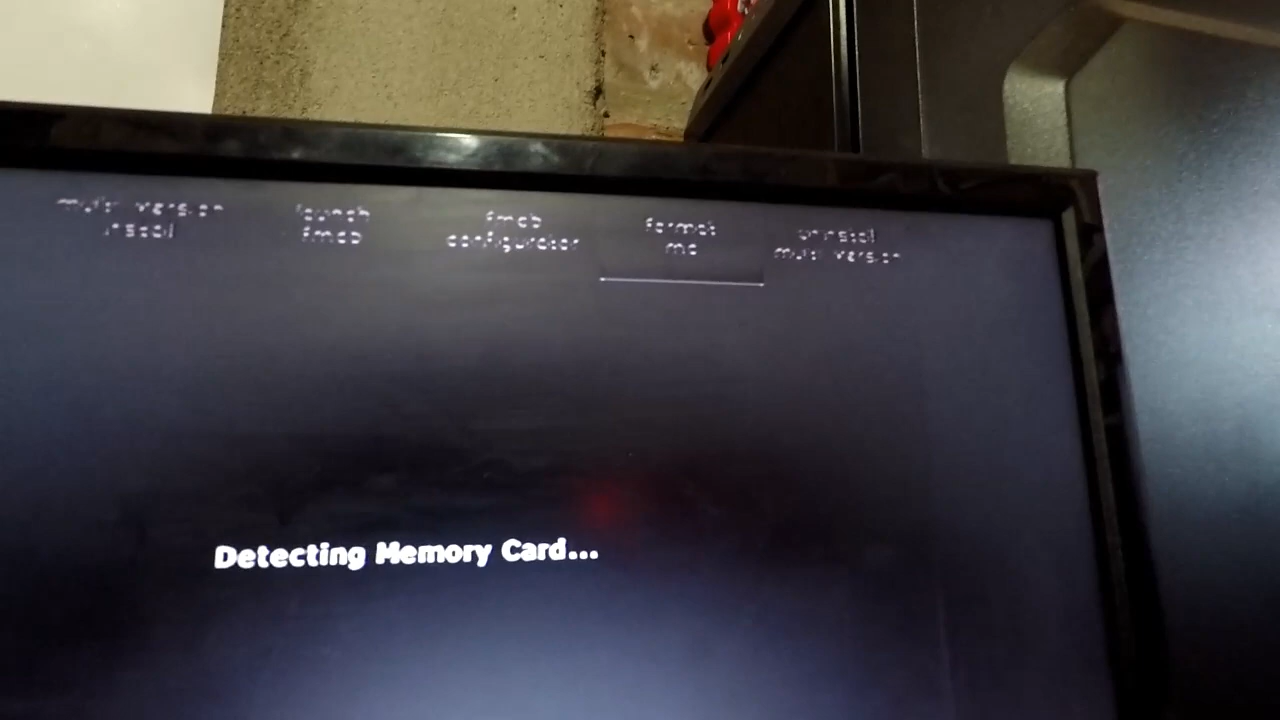 multi version
install
launch
fmcb
fmcb
configurator
format
mc
uninstall
multi version
Detecting Memory Card...